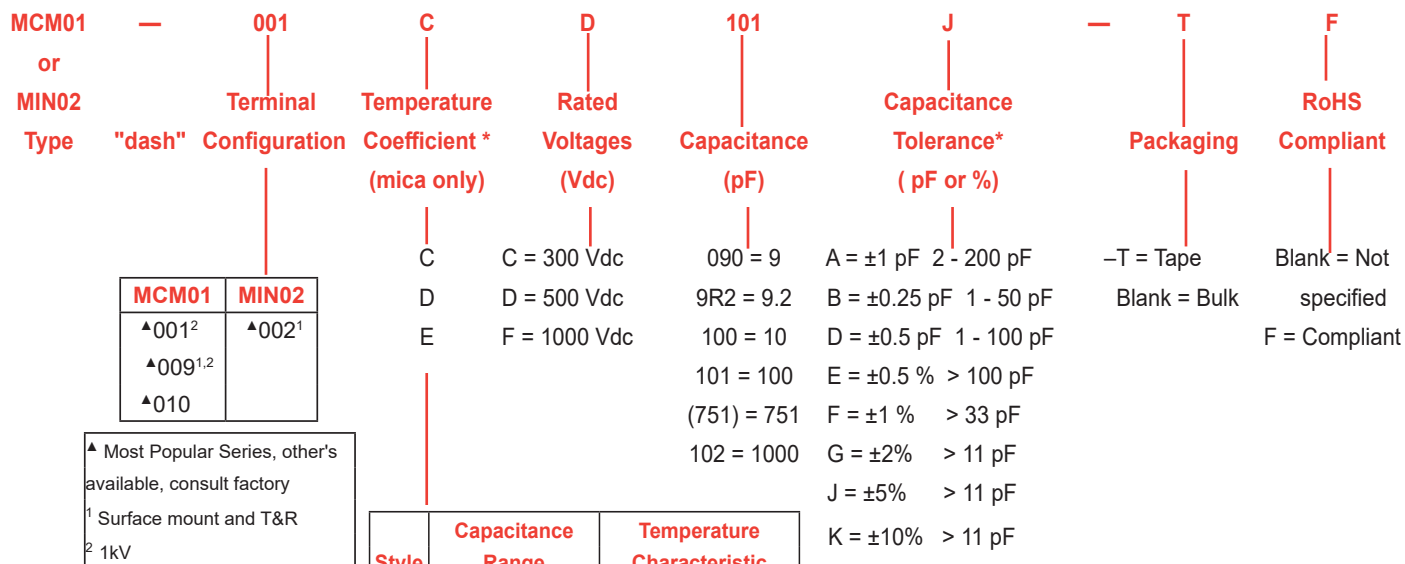 MCM01 — 001 C D 101 J — T F
or
MIN02 Terminal Temperature Rated Capacitance RoHS
Type "dash" Configuration Coefficient * Voltages Capacitance Tolerance* Packaging Compliant
(mica only) (Vdc) (pF) ( pF or %)
C C = 300 Vdc 090 = 9 A = ±1 pF 2 - 200 pF –T = Tape Blank = Not
D D = 500 Vdc 9R2 = 9.2 B = ±0.25 pF 1 - 50 pF Blank = Bulk specified
E F = 1000 Vdc 100 = 10 D = ±0.5 pF 1 - 100 pF F = Compliant
101 = 100 E = ±0.5 % > 100 pF
(751) = 751 F = ±1 % > 33 pF
102 = 1000 G = ±2% > 11 pF
J = ±5% > 11 pF
K = ±10% > 11 pF
MCM01 MIN02
▲001² ▲002¹
▲009¹,²
▲010
▲ Most Popular Series, other's
available, consult factory
¹ Surface mount and T&R
² 1kV
Capacitance Temperature
Style Range Characteristic